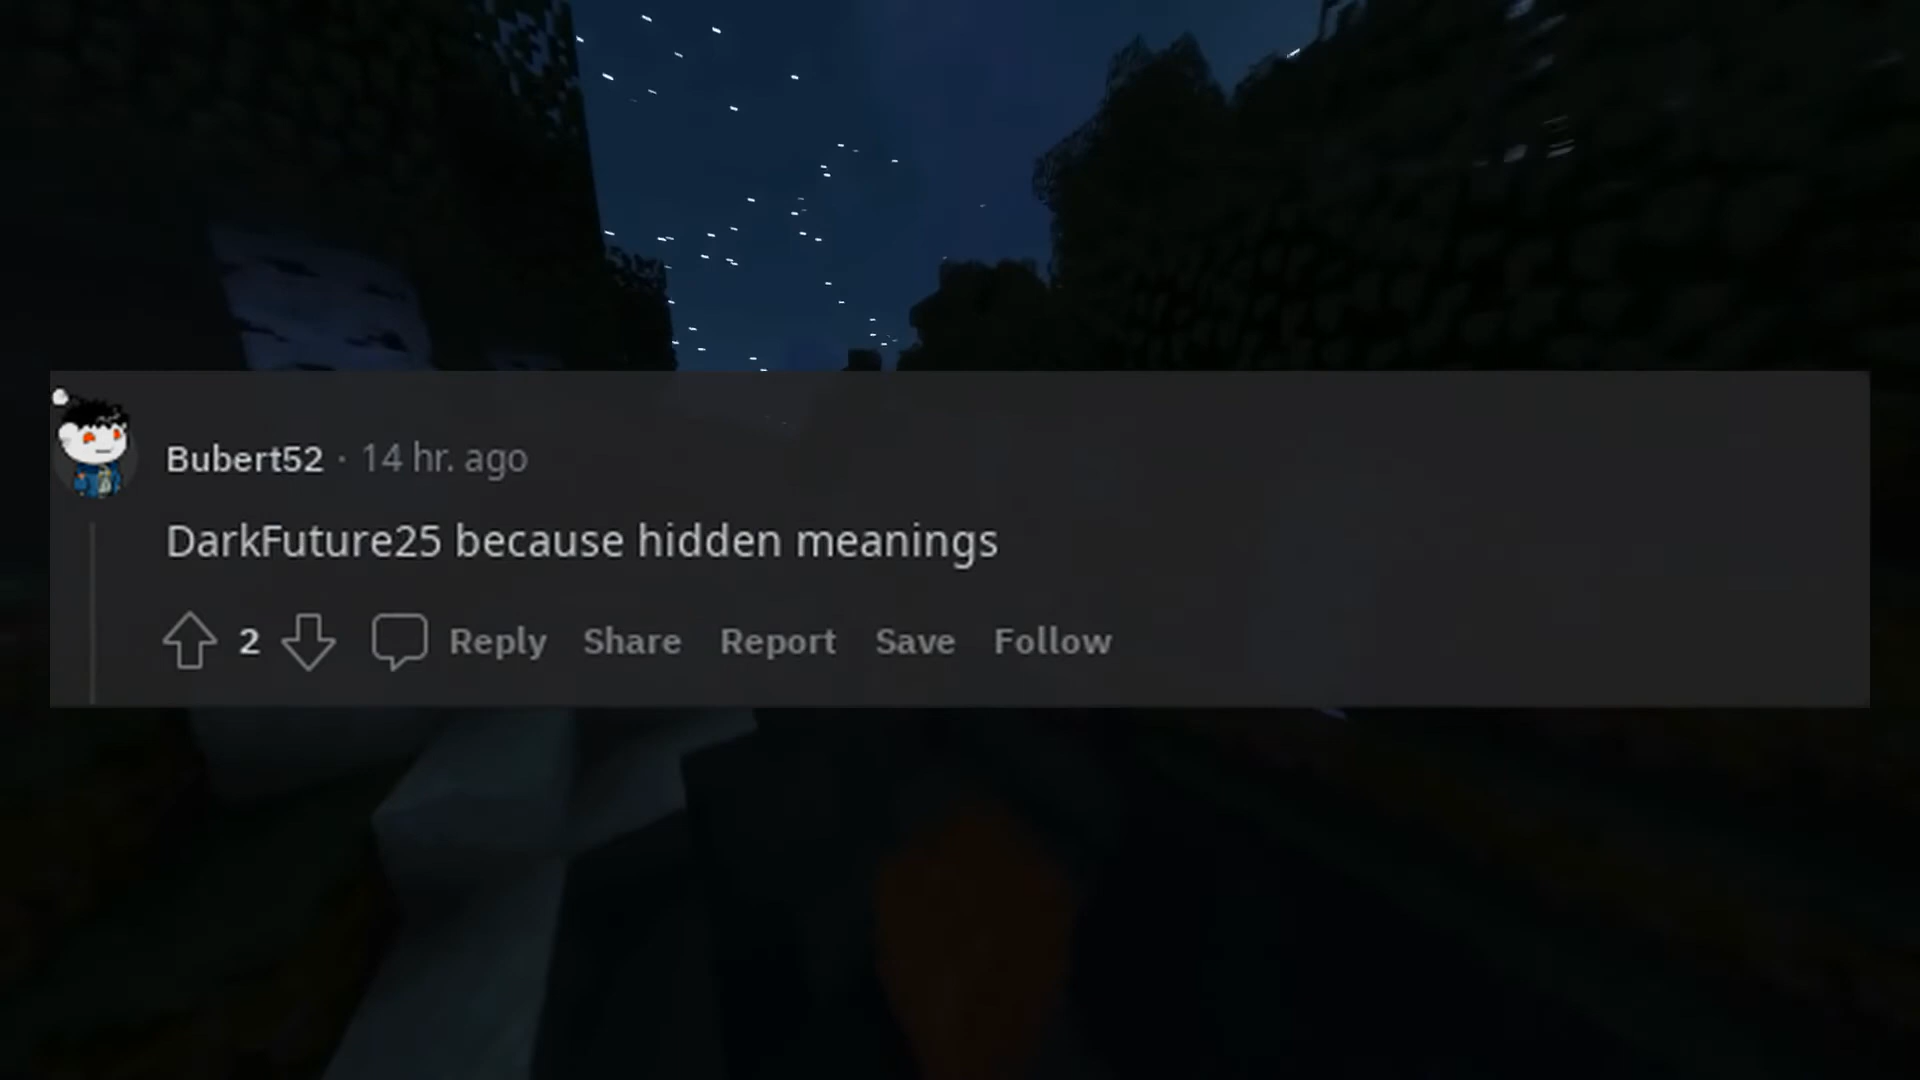 Bubert52 · 14 hr. ago
DarkFuture25 because hidden meanings
2 Reply Share Report Save Follow